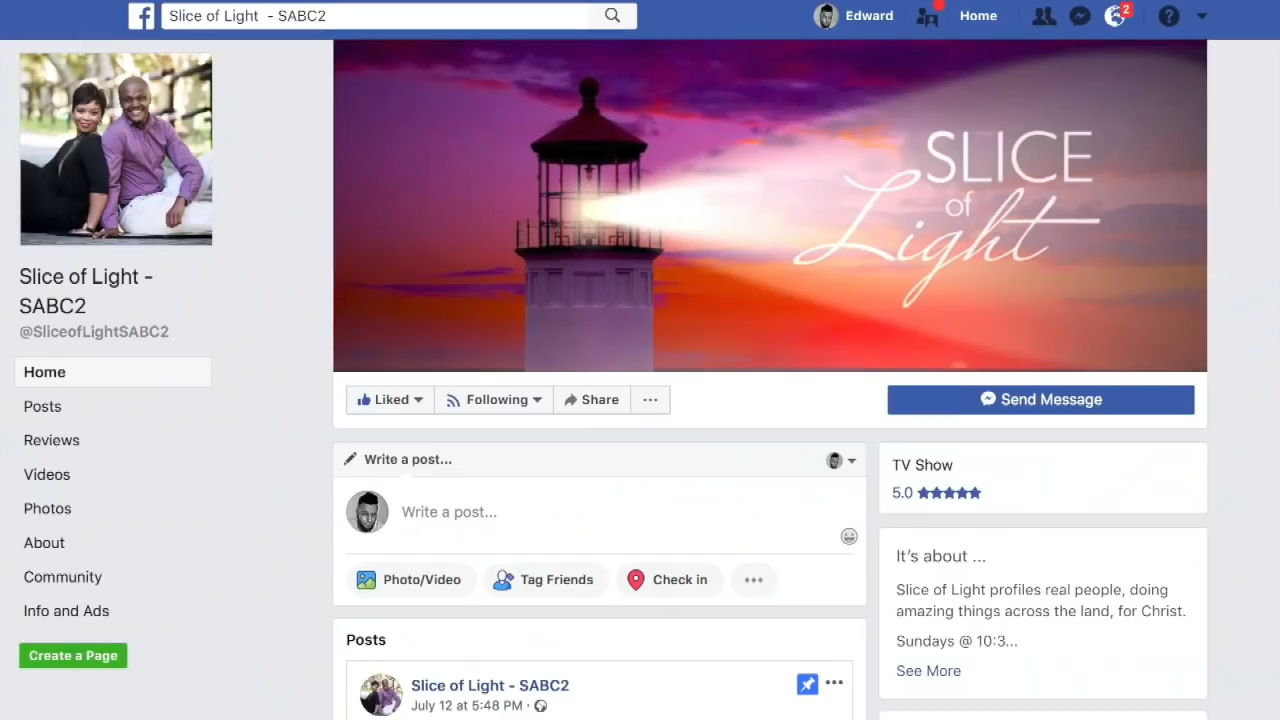 Slice of Light - SABC2
Edward
Home
2
SLICE
of
Light
Slice of Light -
SABC2
@SliceofLightSABC2
Home
Posts
Reviews
Videos
Photos
About
Community
Info and Ads
Create a Page
Liked
Following
Share
Send Message
Write a post...
Write a post...
Photo/Video
Tag Friends
Check in
Posts
Slice of Light - SABC2
July 12 at 5:48 PM ·
TV Show
5.0
It's about ...
Slice of Light profiles real people, doing
amazing things across the land, for Christ.
Sundays @ 10:3...
See More